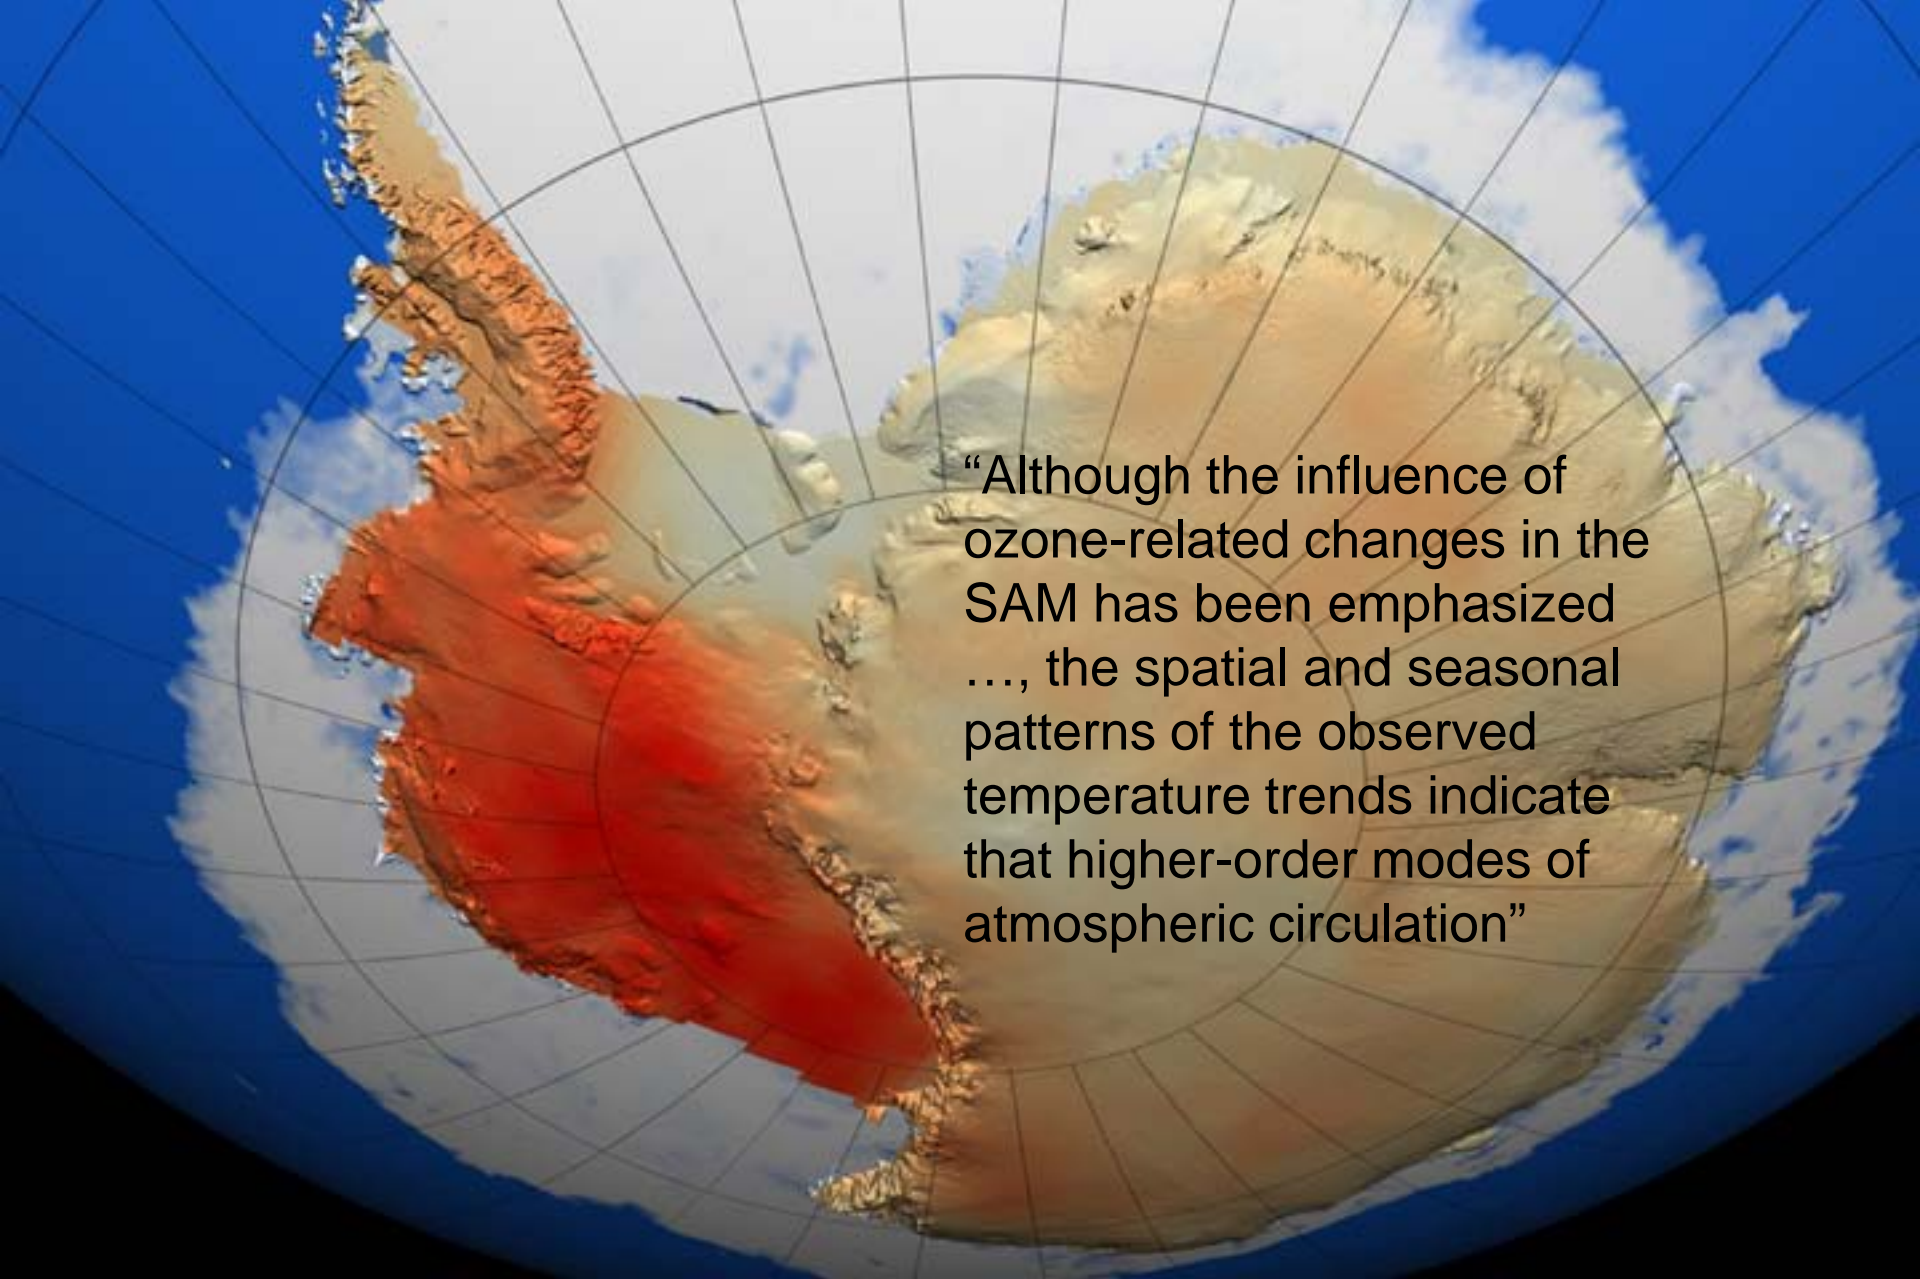 “Although the influence of
ozone-related changes in the
SAM has been emphasized
…, the spatial and seasonal
patterns of the observed
temperature trends indicate
that higher-order modes of
atmospheric circulation”